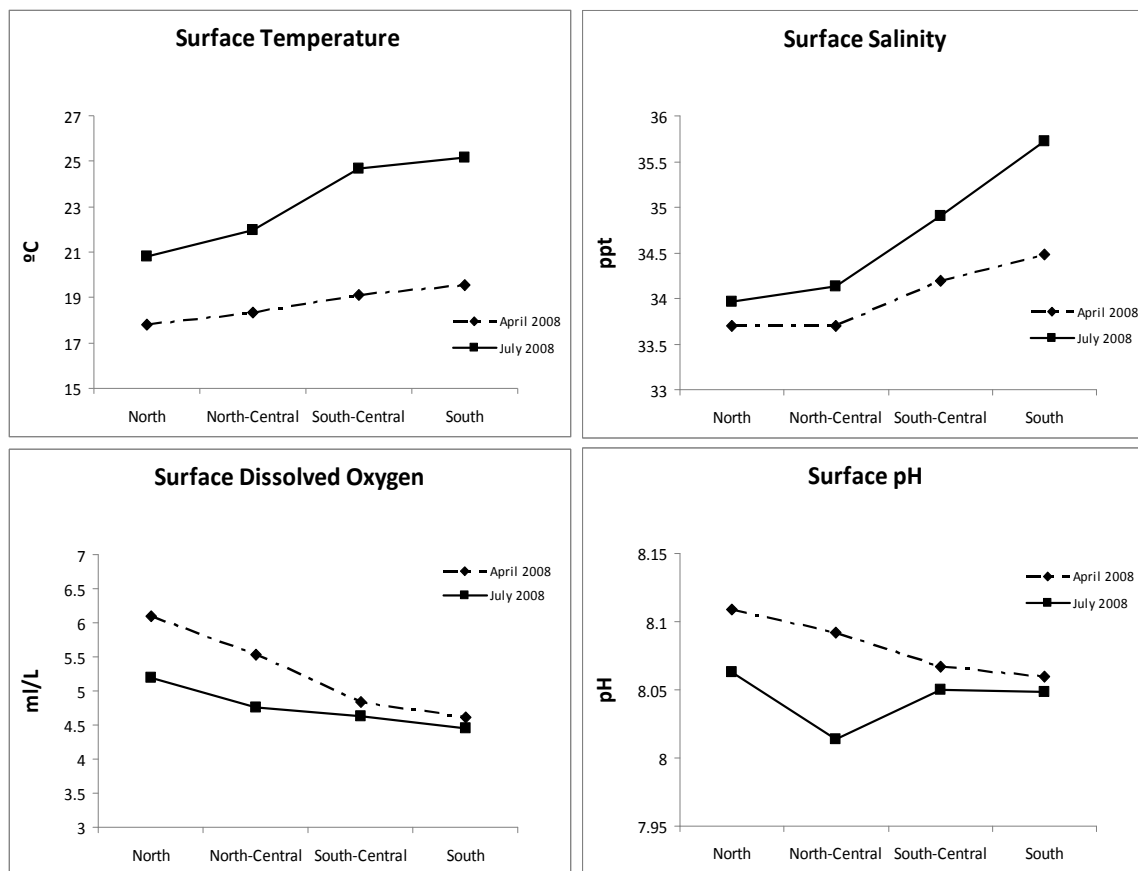 Surface Temperature
27
25
23
21
19
17
15
ºC
North
North-Central
South-Central
South
April 2008
July 2008
Surface Salinity
36
35.5
35
34.5
34
33.5
33
ppt
North
North-Central
South-Central
South
April 2008
July 2008
Surface Dissolved Oxygen
7
6.5
6
5.5
5
4.5
4
3.5
3
ml/L
North
North-Central
South-Central
South
April 2008
July 2008
Surface pH
8.15
8.1
8.05
8
7.95
pH
North
North-Central
South-Central
South
April 2008
July 2008